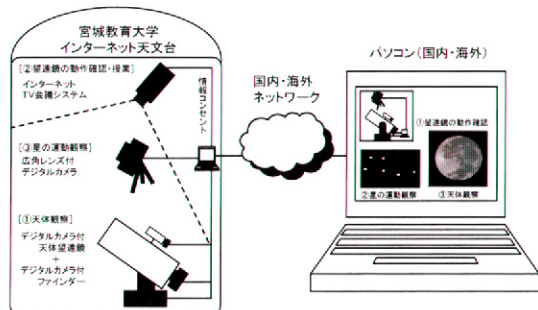 宮城教育大学
インターネット天文台
[②望遠鏡の動作確認・授業]
インターネット
TV会議システム
情報コンセント
[③星の運動観察]
広角レンズ付
デジタルカメラ
[①天体観察]
デジタルカメラ付
天体望遠鏡
+
デジタルカメラ付
ファインダー
国内・海外
ネットワーク
パソコン(国内・海外)
①望遠鏡の動作確認
②星の運動観察
③天体観察